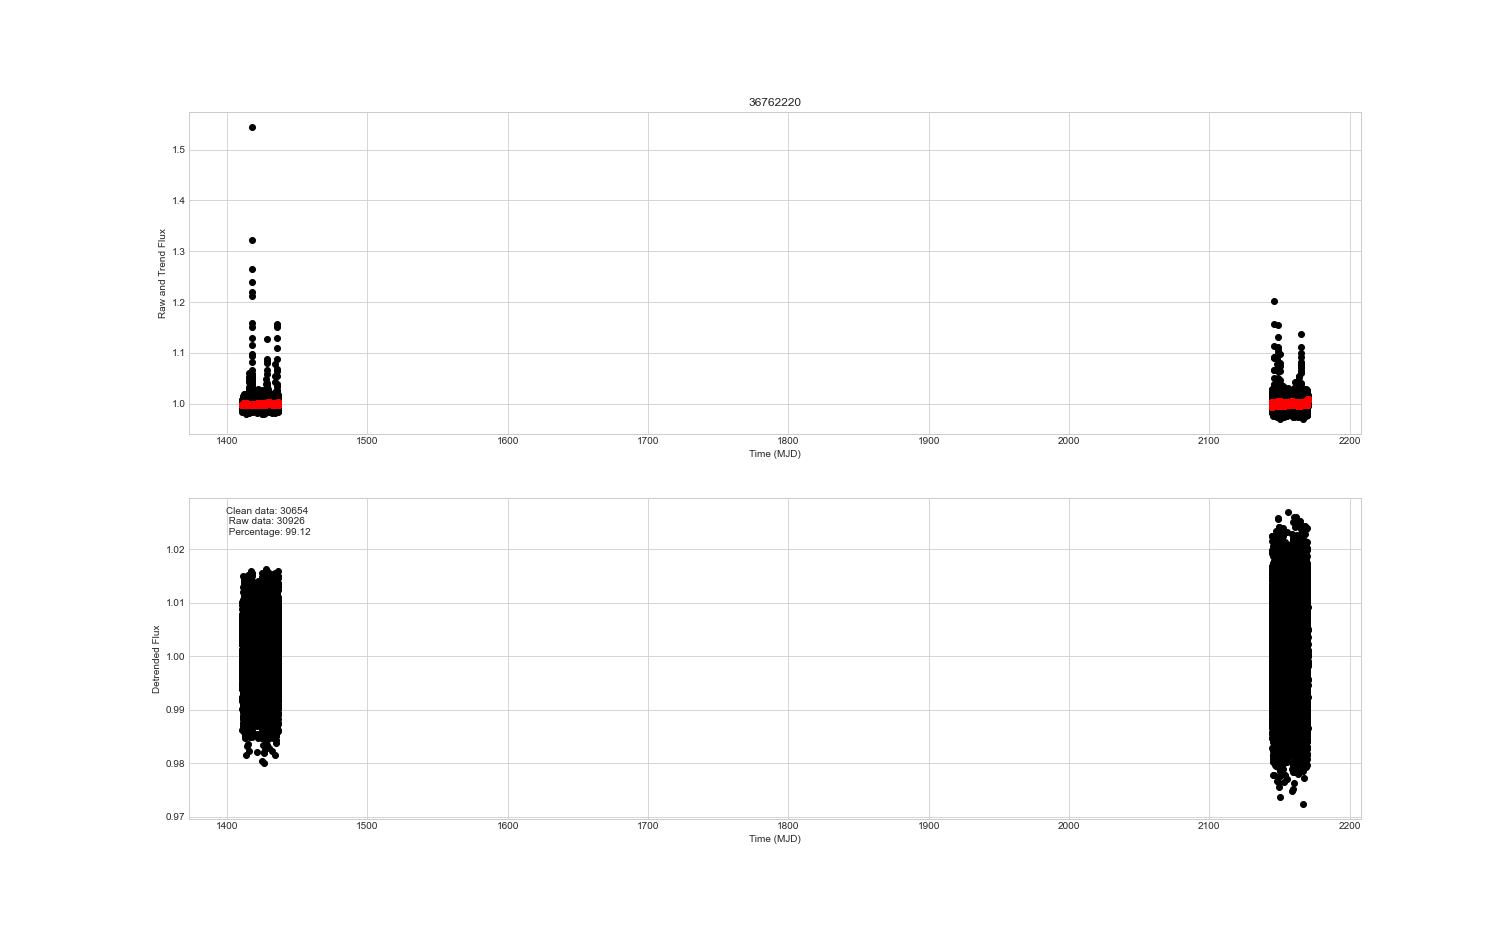 36762220
1.5
1.4
1.3
1.2
1.1
1.0
Raw and Trend Flux
1400 1500 1600 1700 1800 1900 2000 2100 2200
Time (MJD)
Clean data: 30654
Raw data: 30926
Percentage: 99.12
1.02
1.01
1.00
0.99
0.98
0.97
Detrended Flux
1400 1500 1600 1700 1800 1900 2000 2100 2200
Time (MJD)